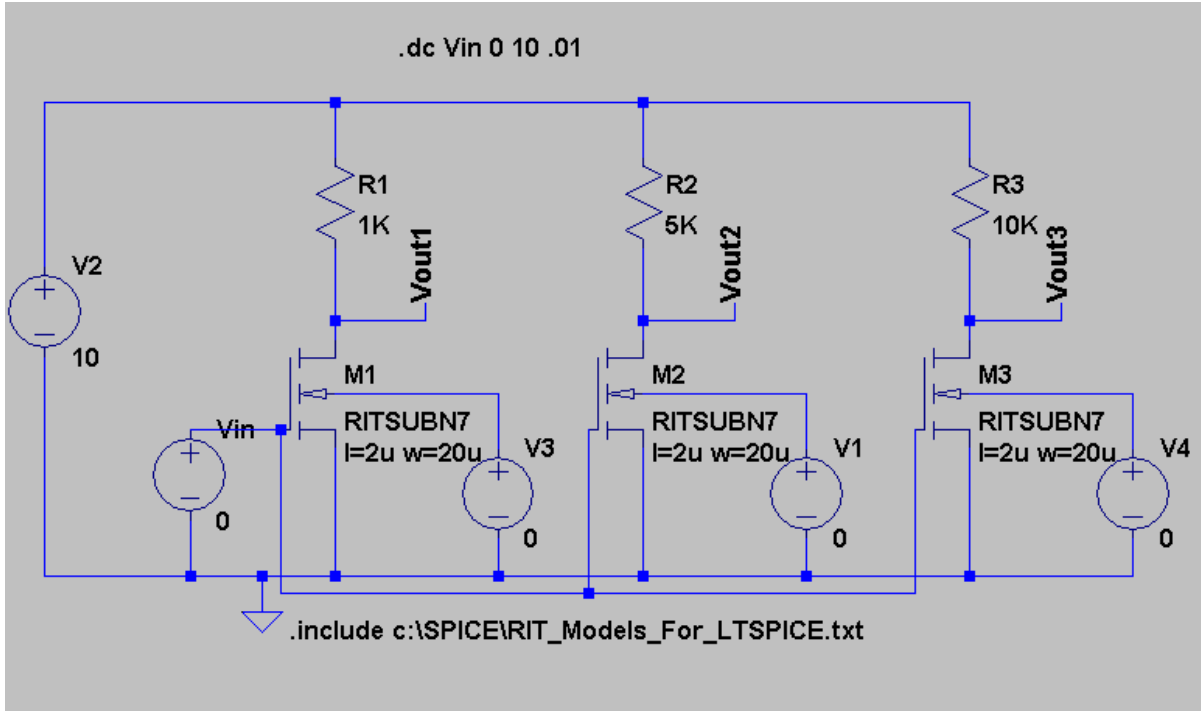 .dc Vin 0 10 .01
R1
1K
R2
5K
R3
10K
Vout1
Vout2
Vout3
V2
10
M1
RITSUBN7
l=2u w=20u
M2
RITSUBN7
l=2u w=20u
M3
RITSUBN7
l=2u w=20u
Vin
0
V3
0
V1
0
V4
0
.include c:\SPICE\RIT_Models_For_LTSPICE.txt